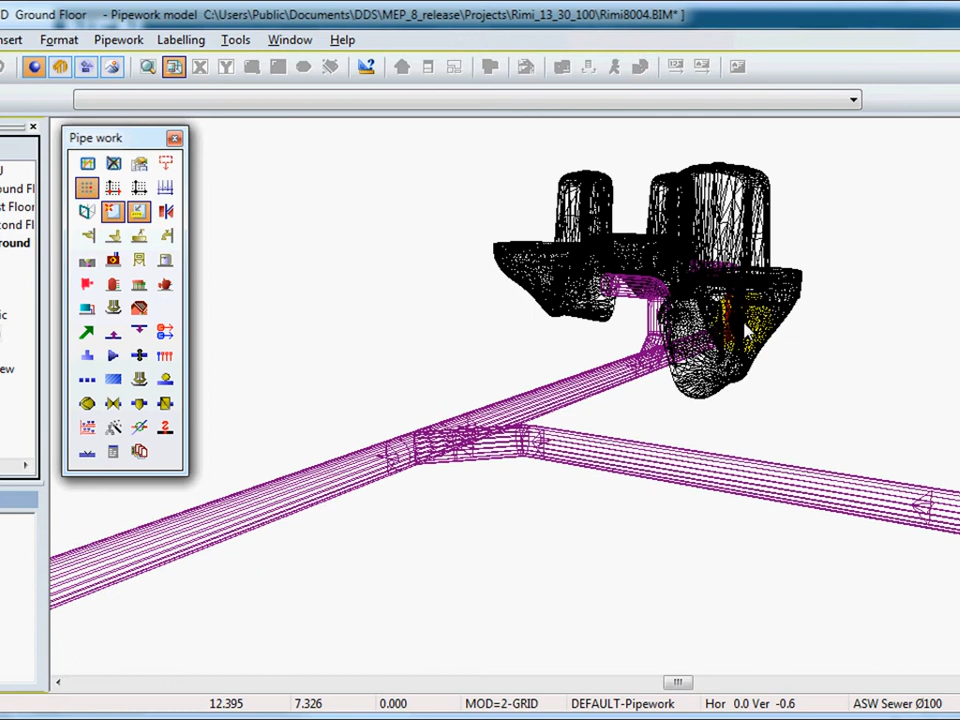 D Ground Floor - Pipework model C:\Users\Public\Documents\DDS\MEP_8_release\Projects\Rimi_13_30_100\Rimi8004.BIM* ]
nsert Format Pipework Labelling Tools Window Help
Pipe work
J
ound Fl
st Floor
cond Fl
round
ic
ew
12.395 7.326 0.000 MOD=2-GRID DEFAULT-Pipework Hor 0.0 Ver -0.6 ASW Sewer Ø100